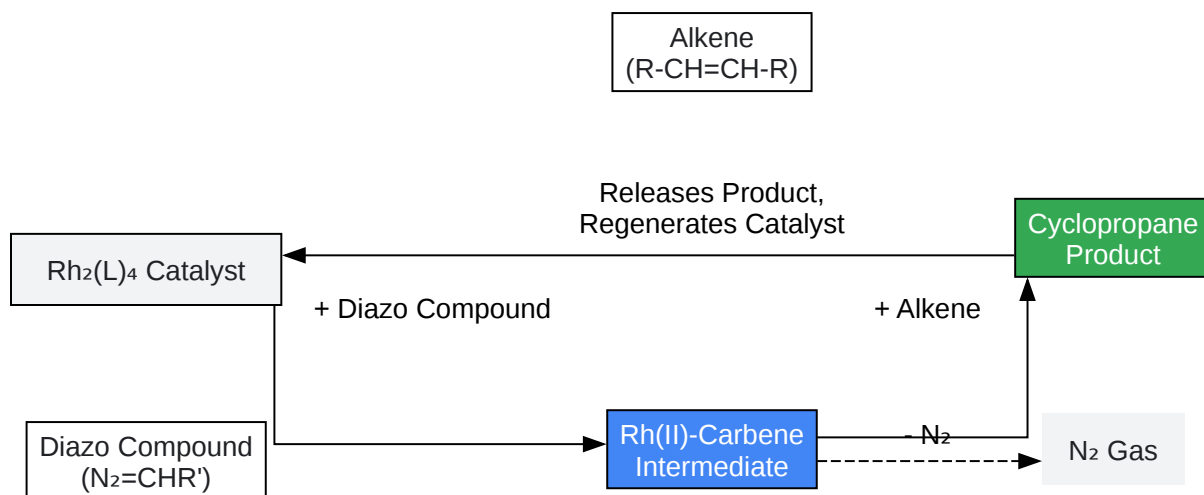 Alkene
(R-CH=CH-R)
Releases Product,
Regenerates Catalyst
Cyclopropane
Product
Rh₂(L)₄ Catalyst
+ Diazo Compound
+ Alkene
Diazo Compound
(N₂=CHR')
Rh(II)-Carbene
Intermediate
- N₂
N₂ Gas